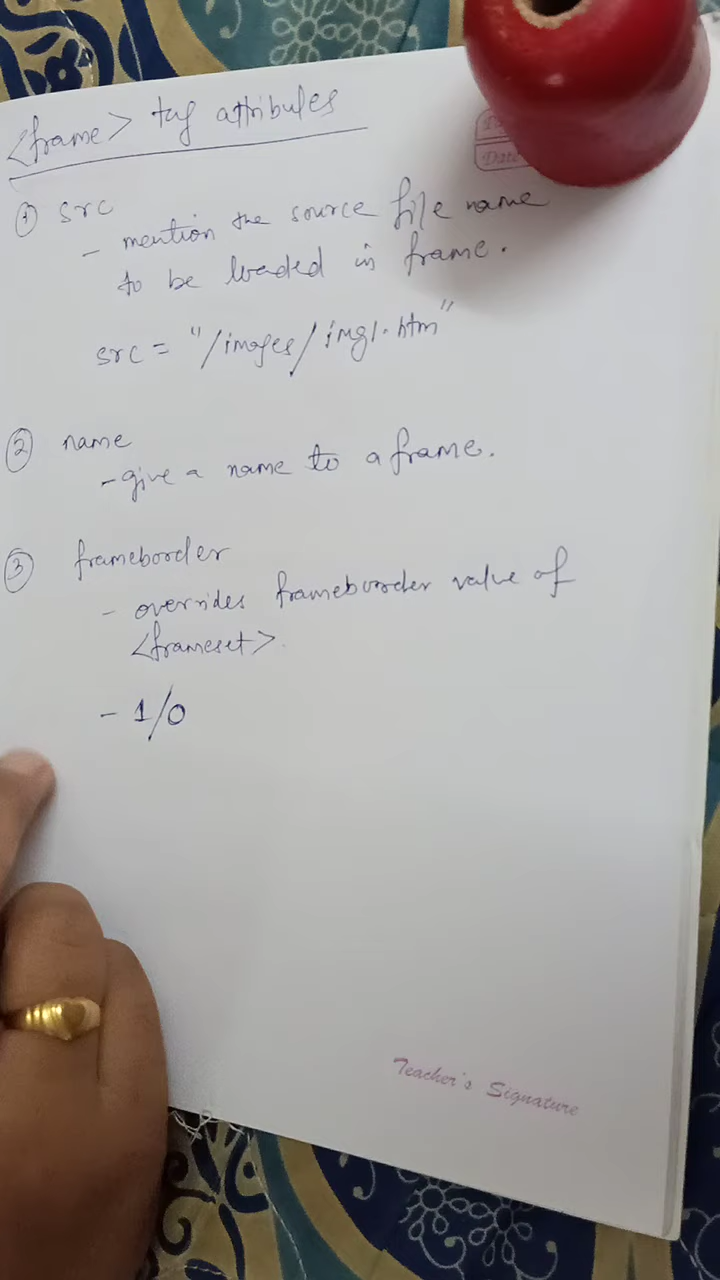 <frame> tag attributes
① src
- mention the source file name
to be loaded in frame.
src = "/images/img1.htm"
② name
- give a name to a frame.
③ frameborder
- overrides frameborder value of
<frameset>.
- 1/0
Date
Teacher's Signature